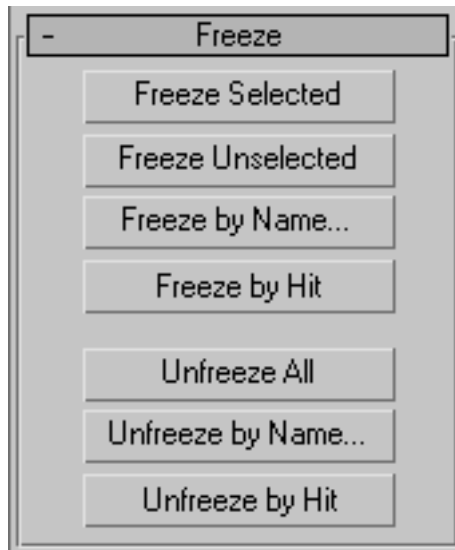 - Freeze
Freeze Selected
Freeze Unselected
Freeze by Name...
Freeze by Hit
Unfreeze All
Unfreeze by Name...
Unfreeze by Hit